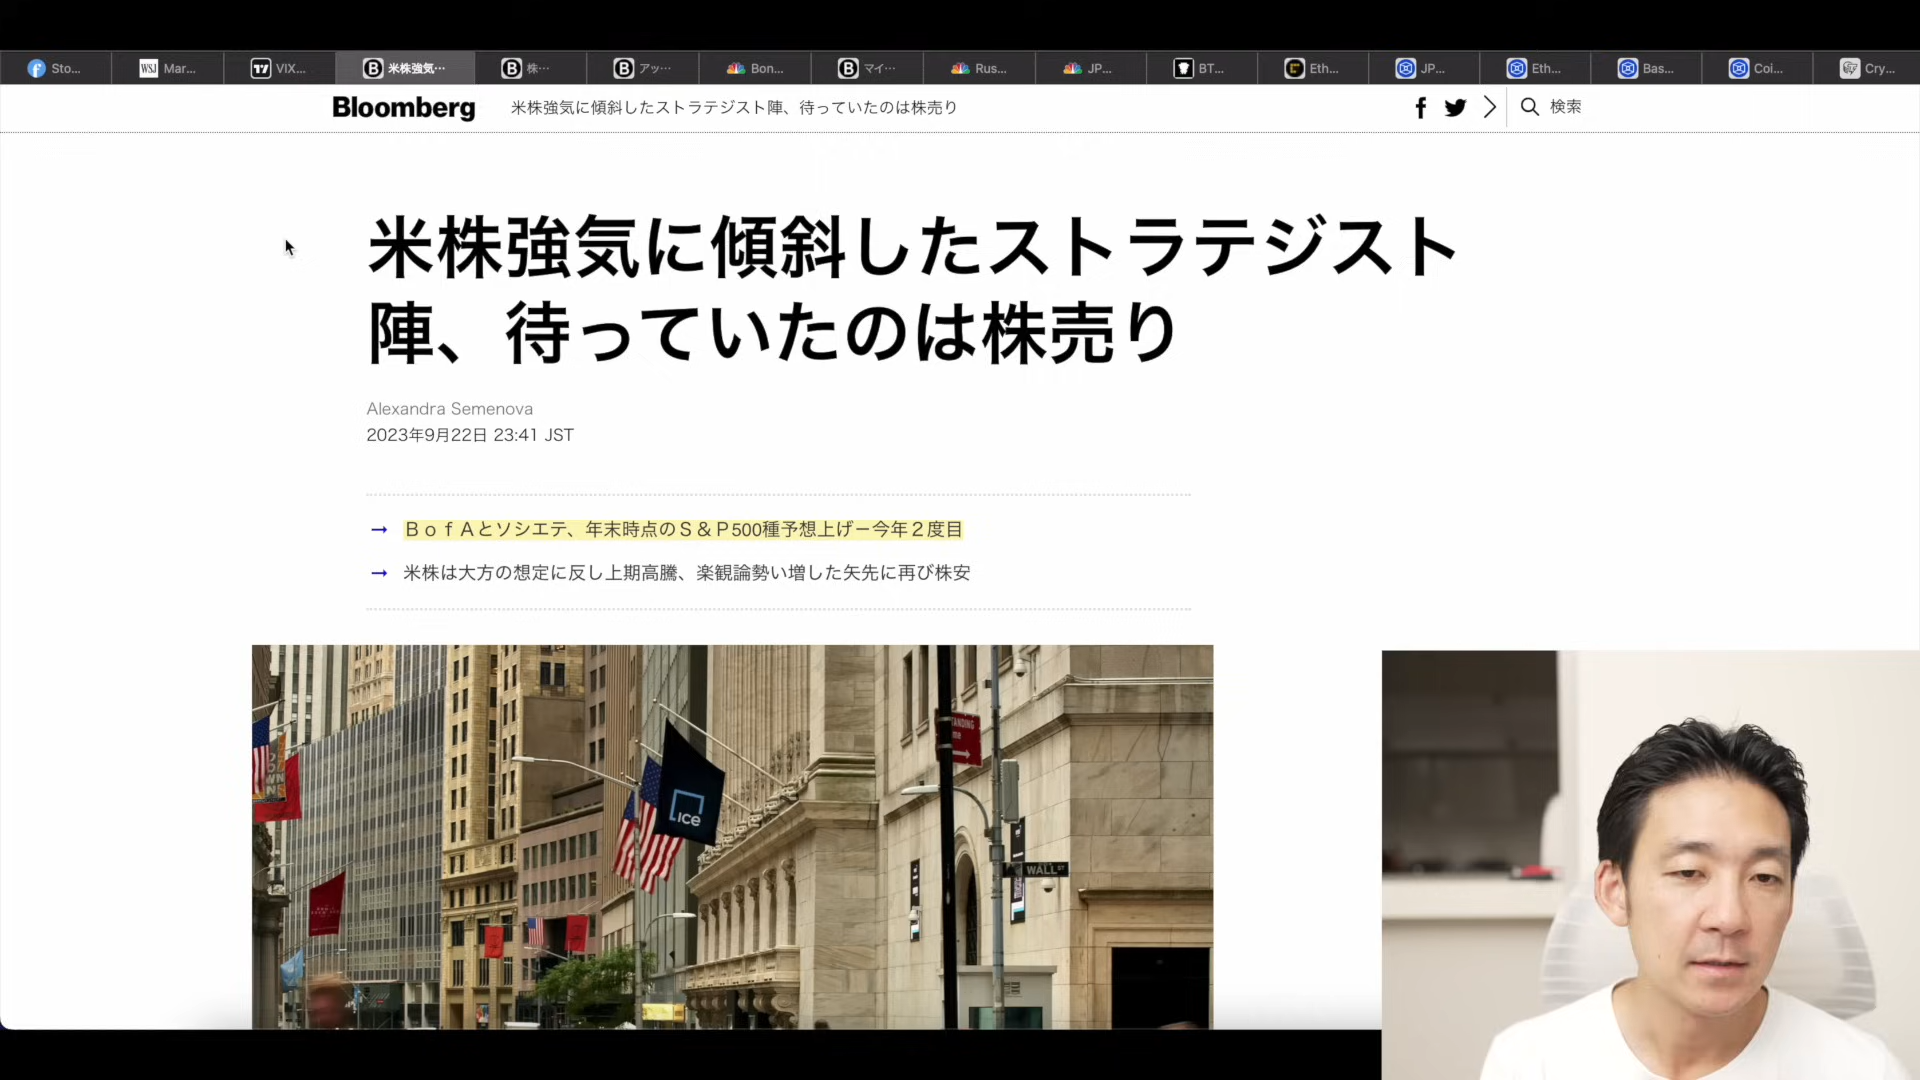 Sto...
Mar...
VIX...
米株強気…
株…
アッ…
Bon...
マイ…
Rus...
JP...
BT...
Eth...
JP...
Eth...
Bas...
Coi...
Cry...
Bloomberg
米株強気に傾斜したストラテジスト陣、待っていたのは株売り
検索
米株強気に傾斜したストラテジスト
陣、待っていたのは株売り
Alexandra Semenova
2023年9月22日 23:41 JST
→ ＢｏｆＡとソシエテ、年末時点のＳ＆Ｐ500種予想上げ－今年２度目
→ 米株は大方の想定に反し上期高騰、楽観論勢い増した矢先に再び株安
ICE
WALL ST